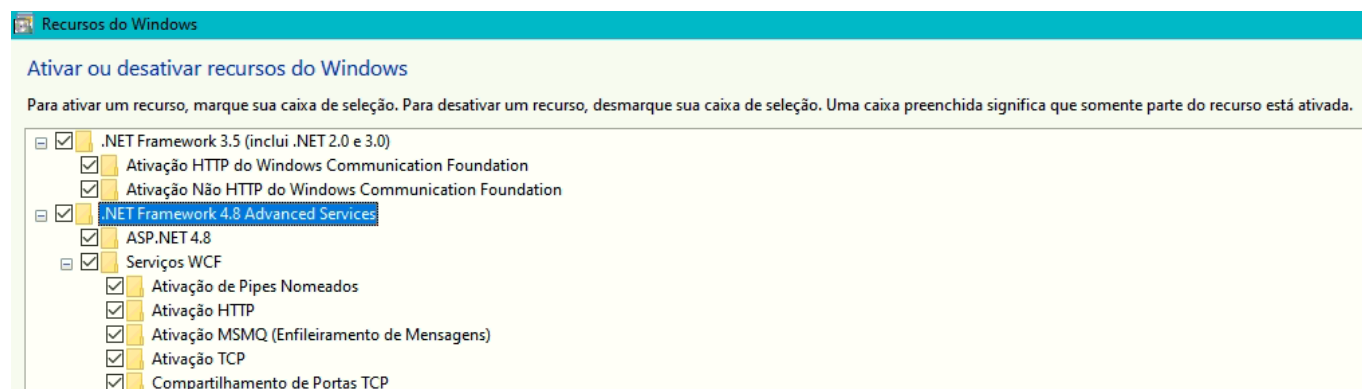 Recursos do Windows
Ativar ou desativar recursos do Windows
Para ativar um recurso, marque sua caixa de seleção. Para desativar um recurso, desmarque sua caixa de seleção. Uma caixa preenchida significa que somente parte do recurso está ativada.
.NET Framework 3.5 (inclui .NET 2.0 e 3.0)
Ativação HTTP do Windows Communication Foundation
Ativação Não HTTP do Windows Communication Foundation
.NET Framework 4.8 Advanced Services
ASP.NET 4.8
Serviços WCF
Ativação de Pipes Nomeados
Ativação HTTP
Ativação MSMQ (Enfileiramento de Mensagens)
Ativação TCP
Compartilhamento de Portas TCP